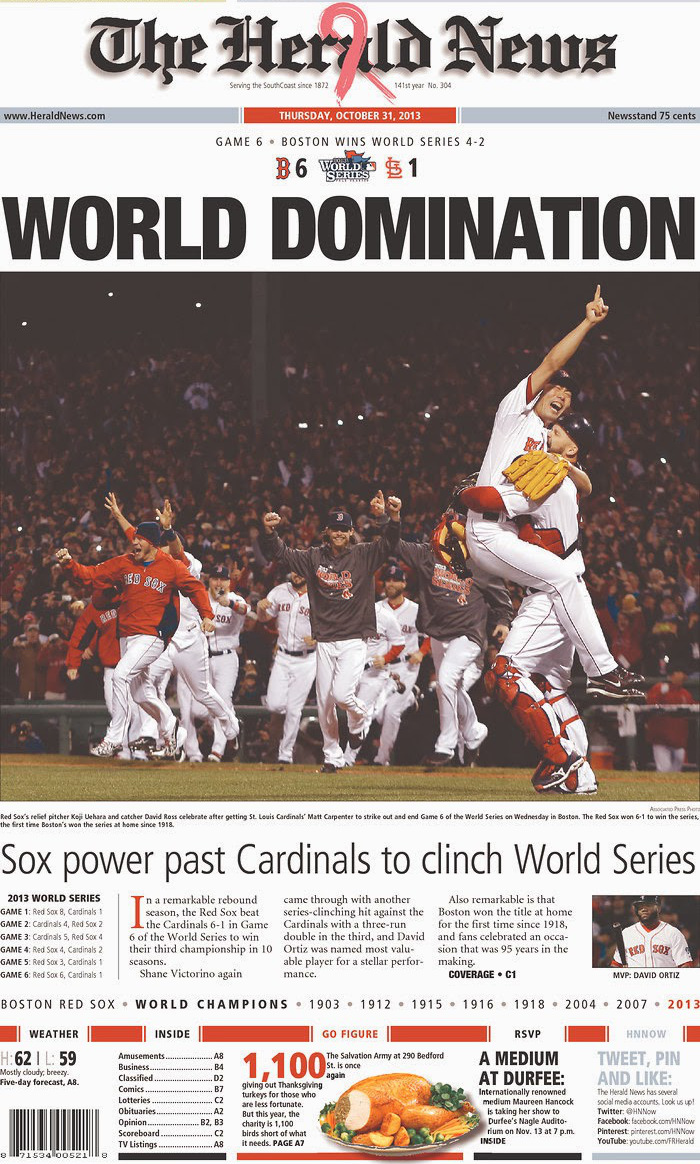 The Herald News
Serving the SouthCoast since 1872
141st year No. 304
www.HeraldNews.com
THURSDAY, OCTOBER 31, 2013
Newsstand 75 cents
GAME 6 • BOSTON WINS WORLD SERIES 4-2
B 6 WORLD SERIES STL 1
WORLD DOMINATION
RED SOX
RED SOX
ASSOCIATED PRESS PHOTO
Red Sox's relief pitcher Koji Uehara and catcher David Ross celebrate after getting St. Louis Cardinals' Matt Carpenter to strike out and end Game 6 of the World Series on Wednesday in Boston. The Red Sox won 6-1 to win the series,
the first time Boston's won the series at home since 1918.
Sox power past Cardinals to clinch World Series
2013 WORLD SERIES
GAME 1: Red Sox 8, Cardinals 1
GAME 2: Cardinals 4, Red Sox 2
GAME 3: Cardinals 5, Red Sox 4
GAME 4: Red Sox 4, Cardinals 2
GAME 5: Red Sox 3, Cardinals 1
GAME 6: Red Sox 6, Cardinals 1
In a remarkable rebound
season, the Red Sox beat
the Cardinals 6-1 in Game
6 of the World Series to win
their third championship in 10
seasons.
Shane Victorino again
came through with another
series-clinching hit against the
Cardinals with a three-run
double in the third, and David
Ortiz was named most valu-
able player for a stellar perfor-
mance.
Also remarkable is that
Boston won the title at home
for the first time since 1918,
and fans celebrated an occa-
sion that was 95 years in the
making.
COVERAGE • C1
RED SOX
MVP: DAVID ORTIZ
BOSTON RED SOX • WORLD CHAMPIONS • 1903 • 1912 • 1915 • 1916 • 1918 • 2004 • 2007 • 2013
WEATHER
H: 62 | L: 59
Mostly cloudy; breezy.
Five-day forecast, A8.
8 71534 00521 8
INSIDE
Amusements........A8
Business........B4
Classified........D2
Comics........B7
Lotteries........C2
Obituaries........A2
Opinion........B2, B3
Scoreboard........C2
TV Listings........A8
GO FIGURE
1,100
The Salvation Army at 290 Bedford
St. is once
again
giving out Thanksgiving
turkeys for those who
are less fortunate.
But this year, the
charity is 1,100
birds short of what
it needs. PAGE A7
RSVP
A MEDIUM
AT DURFEE:
Internationally renowned
medium Maureen Hancock
is taking her show to
Durfee's Nagle Audito-
rium on Nov. 13 at 7 p.m.
INSIDE
HNNOW
TWEET, PIN
AND LIKE:
The Herald News has several
social media accounts. Look us up!
Twitter: @HNNow
Facebook: facebook.com/HNNow
Pinterest: pinterest.com/HNNow
YouTube: youtube.com/FRHerald